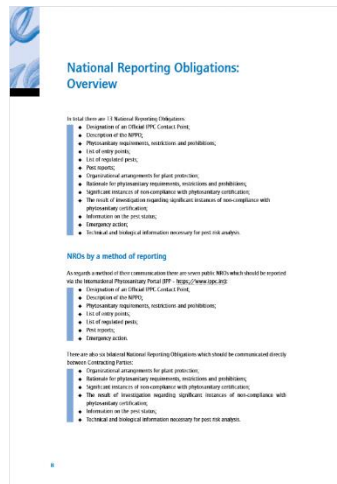 National Reporting Obligations:
Overview
In total there are 13 National Reporting Obligations:
◆ Designation of an Official IPPC Contact Point;
◆ Description of the NPPO;
◆ Phytosanitary requirements, restrictions and prohibitions;
◆ List of entry points;
◆ List of regulated pests;
◆ Pest reports;
◆ Organizational arrangements for plant protection;
◆ Rationale for phytosanitary requirements, restrictions and prohibitions;
◆ Significant instances of non-compliance with phytosanitary certification;
◆ The result of investigation regarding significant instances of non-compliance with
phytosanitary certification;
◆ Information on the pest status;
◆ Emergency action;
◆ Technical and biological information necessary for pest risk analysis.
NROs by a method of reporting
As regards a method of their communication there are seven public NROs which should be reported
via the International Phytosanitary Portal (IPP - https://www.ippc.int):
◆ Designation of an Official IPPC Contact Point;
◆ Description of the NPPO;
◆ Phytosanitary requirements, restrictions and prohibitions;
◆ List of entry points;
◆ List of regulated pests;
◆ Pest reports;
◆ Emergency action.
There are also six bilateral National Reporting Obligations which should be communicated directly
between Contracting Parties:
◆ Organizational arrangements for plant protection;
◆ Rationale for phytosanitary requirements, restrictions and prohibitions;
◆ Significant instances of non-compliance with phytosanitary certification;
◆ The result of investigation regarding significant instances of non-compliance with
phytosanitary certification;
◆ Information on the pest status;
◆ Technical and biological information necessary for pest risk analysis.